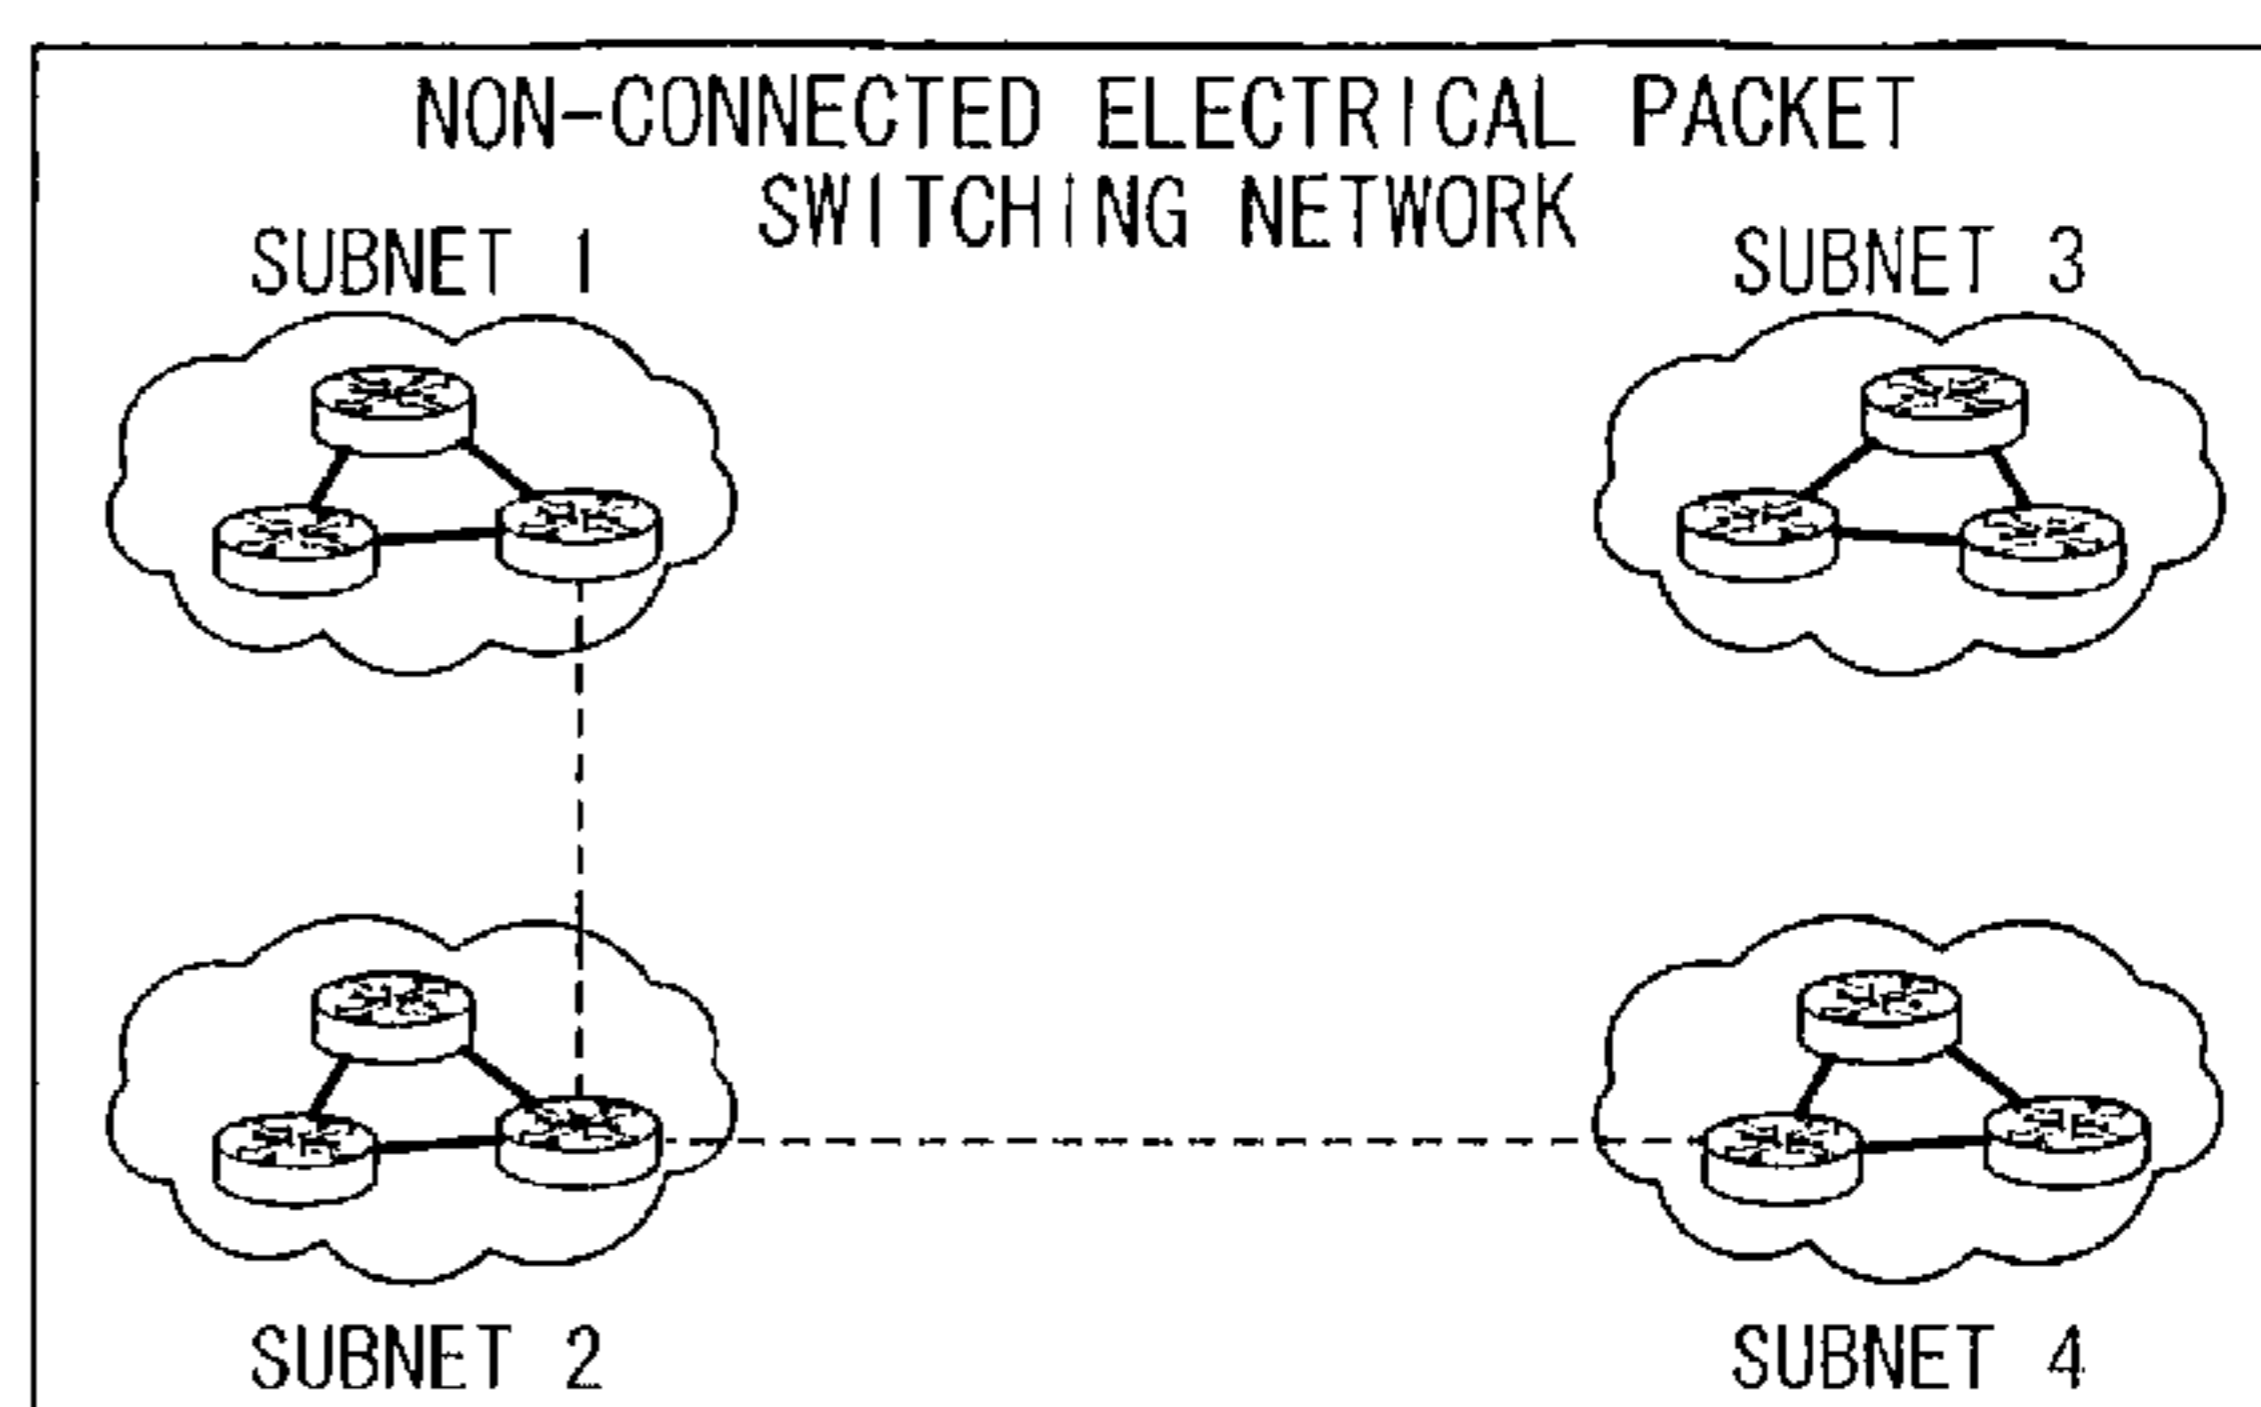 NON-CONNECTED ELECTRICAL PACKET
SWITCHING NETWORK
SUBNET 1
SUBNET 3
SUBNET 2
SUBNET 4